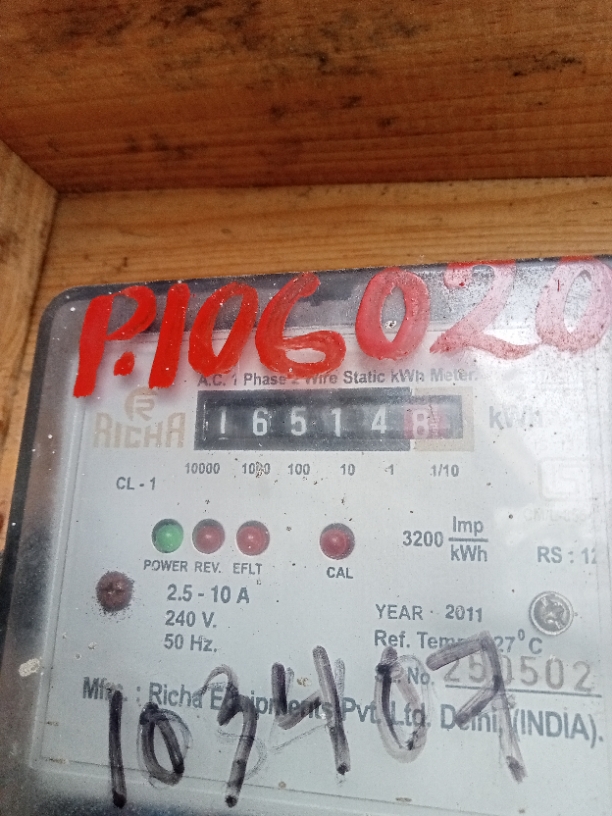 P.106020
A.C. 1 Phase 2 Wire Static kWh Meter.
RICHA
165148 kWh
10000 1000 100 10 1 1/10
CL - 1
3200 Imp/kWh
RS : 12
POWER REV. EFLT CAL
2.5 - 10 A
240 V.
50 Hz.
YEAR 2011
Ref. Temp 27°C
No. 250502
Mfr. : Richa Equipments Pvt. Ltd. Delhi, (INDIA).
103407